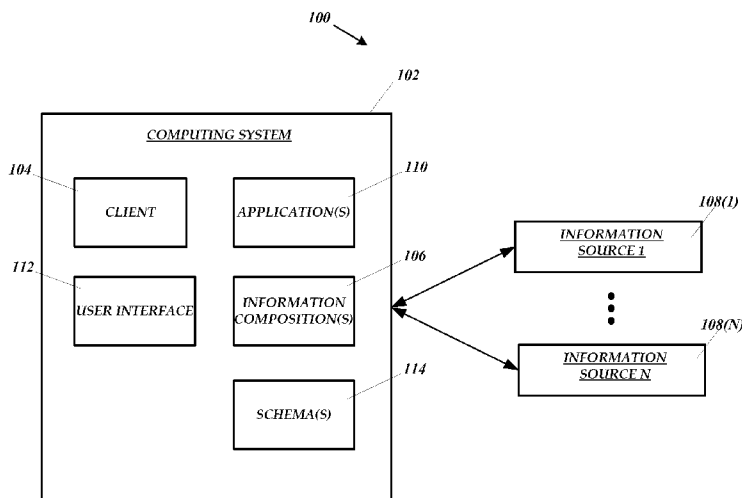 100
102
COMPUTING SYSTEM
104
110
CLIENT
APPLICATION(S)
108(1)
INFORMATION
SOURCE 1
112
106
USER INTERFACE
INFORMATION
COMPOSITION(S)
108(N)
INFORMATION
SOURCE N
114
SCHEMA(S)